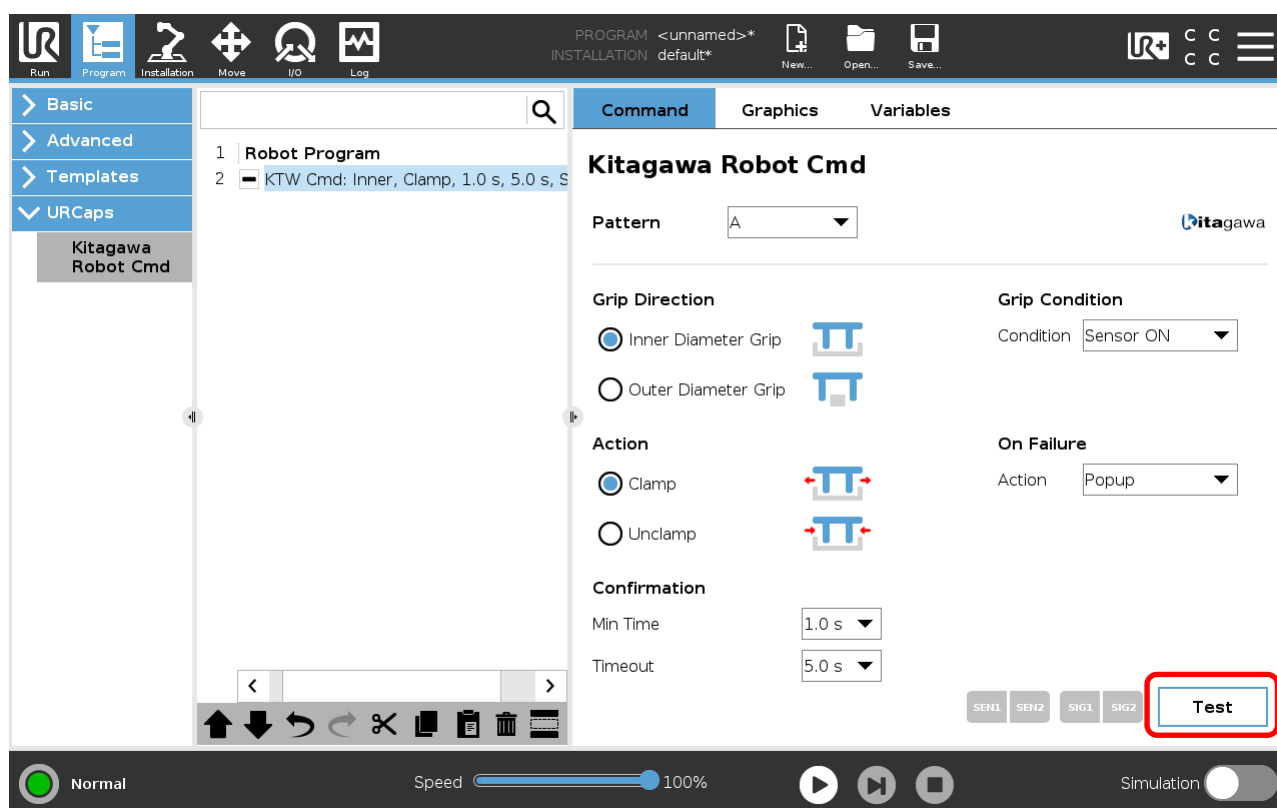 UR
Run
Program
Installation
Move
I/O
Log
PROGRAM <unnamed>*
INSTALLATION default*
New...
Open...
Save...
UR+
C C
C C
Basic
Advanced
Templates
URCaps
Kitagawa
Robot Cmd
1 Robot Program
2 KTW Cmd: Inner, Clamp, 1.0 s, 5.0 s, S
Command Graphics Variables
Kitagawa Robot Cmd
Pattern A
Kitagawa
Grip Direction
Inner Diameter Grip
Outer Diameter Grip
Grip Condition
Condition Sensor ON
Action
Clamp
Unclamp
On Failure
Action Popup
Confirmation
Min Time 1.0 s
Timeout 5.0 s
SEN1 SEN2 SIG1 SIG2 Test
Normal
Speed 100%
Simulation